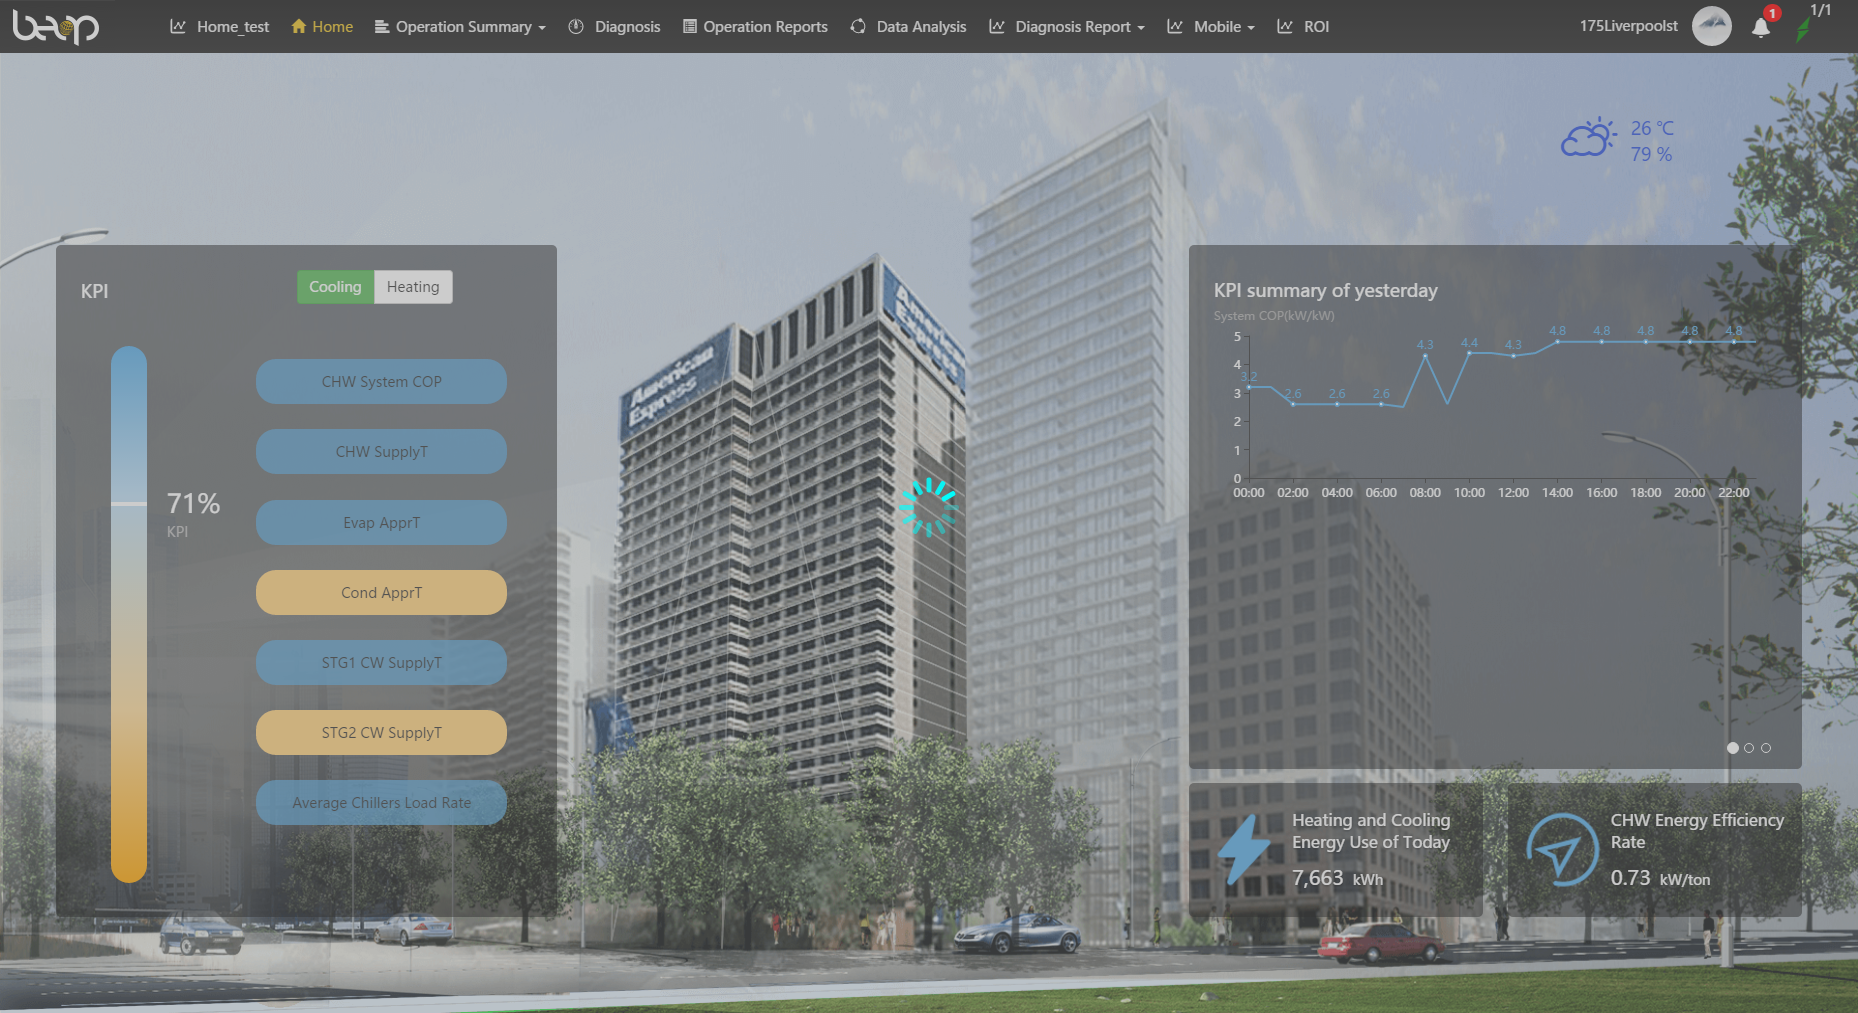 beop
Home_test
Home
Operation Summary
Diagnosis
Operation Reports
Data Analysis
Diagnosis Report
Mobile
ROI
175Liverpoolst
1
1/1
26 °C
79 %
KPI
Cooling
Heating
71%
KPI
CHW System COP
CHW SupplyT
Evap ApprT
Cond ApprT
STG1 CW SupplyT
STG2 CW SupplyT
Average Chillers Load Rate
American
Express
American
Express
KPI summary of yesterday
System COP(kW/kW)
5
4
3
2
1
0
3.2 2.6 2.6 2.6 4.3 4.4 4.3 4.8 4.8 4.8 4.8 4.8
00:00 02:00 04:00 06:00 08:00 10:00 12:00 14:00 16:00 18:00 20:00 22:00
Heating and Cooling
Energy Use of Today
7,663 kWh
CHW Energy Efficiency
Rate
0.73 kW/ton